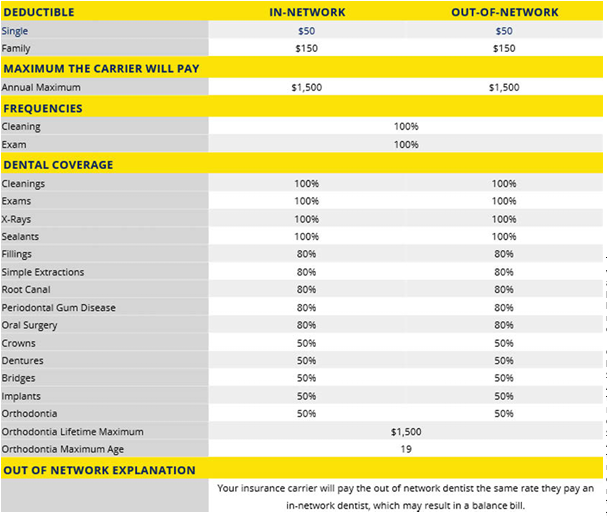 DEDUCTIBLE IN-NETWORK OUT-OF-NETWORK
Single $50 $50
Family $150 $150
MAXIMUM THE CARRIER WILL PAY
Annual Maximum $1,500 $1,500
FREQUENCIES
Cleaning 100%
Exam 100%
DENTAL COVERAGE
Cleanings 100% 100%
Exams 100% 100%
X-Rays 100% 100%
Sealants 100% 100%
Fillings 80% 80%
Simple Extractions 80% 80%
Root Canal 80% 80%
Periodontal Gum Disease 80% 80%
Oral Surgery 80% 80%
Crowns 50% 50%
Dentures 50% 50%
Bridges 50% 50%
Implants 50% 50%
Orthodontia 50% 50%
Orthodontia Lifetime Maximum $1,500
Orthodontia Maximum Age 19
OUT OF NETWORK EXPLANATION
Your insurance carrier will pay the out of network dentist the same rate they pay an
in-network dentist, which may result in a balance bill.